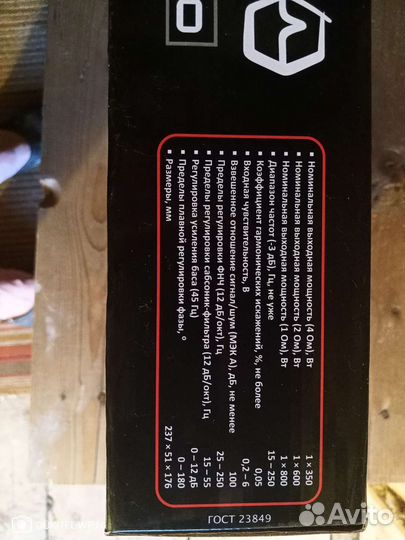 ▪ Номинальная выходная мощность (4 Ом), Вт 1 × 350
▪ Номинальная выходная мощность (2 Ом), Вт 1 × 600
▪ Номинальная выходная мощность (1 Ом), Вт 1 × 800
▪ Диапазон частот (-3 дБ), Гц, не уже 15 – 250
▪ Коэффициент гармонических искажений, %, не более 0,05
▪ Входная чувствительность, В 0,2 – 6
▪ Взвешенное отношение сигнал/шум (МЭК А), дБ, не менее 100
▪ Пределы регулировки ФНЧ (12 дБ/окт), Гц 25 – 250
▪ Пределы регулировки сабсоник-фильтра (12 дБ/окт), Гц 15 – 55
▪ Регулировка усиления баса (45 Гц) 0 – 12 дБ
▪ Пределы плавной регулировки фазы, ° 0 – 180
▪ Размеры, мм 237 × 51 × 176
ГОСТ 23849
Avito